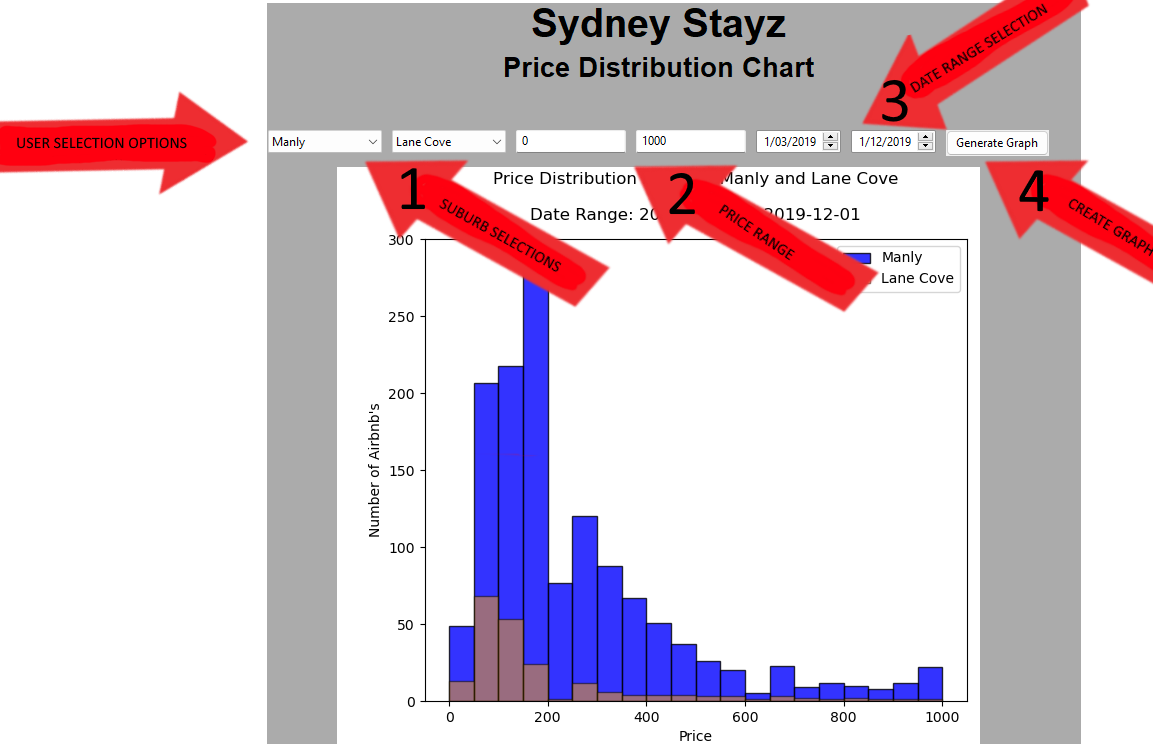 Sydney Stayz
Price Distribution Chart
DATE RANGE SELECTION
3
USER SELECTION OPTIONS
Manly
Lane Cove
0
1000
1/03/2019
1/12/2019
Generate Graph
1
SUBURB SELECTIONS
2
PRICE RANGE
4
CREATE GRAPH
Price Distribution Manly and Lane Cove
Date Range: 20 2019-12-01
Manly
Lane Cove
Number of Airbnb's
300
250
200
150
100
50
0
0 200 400 600 800 1000
Price